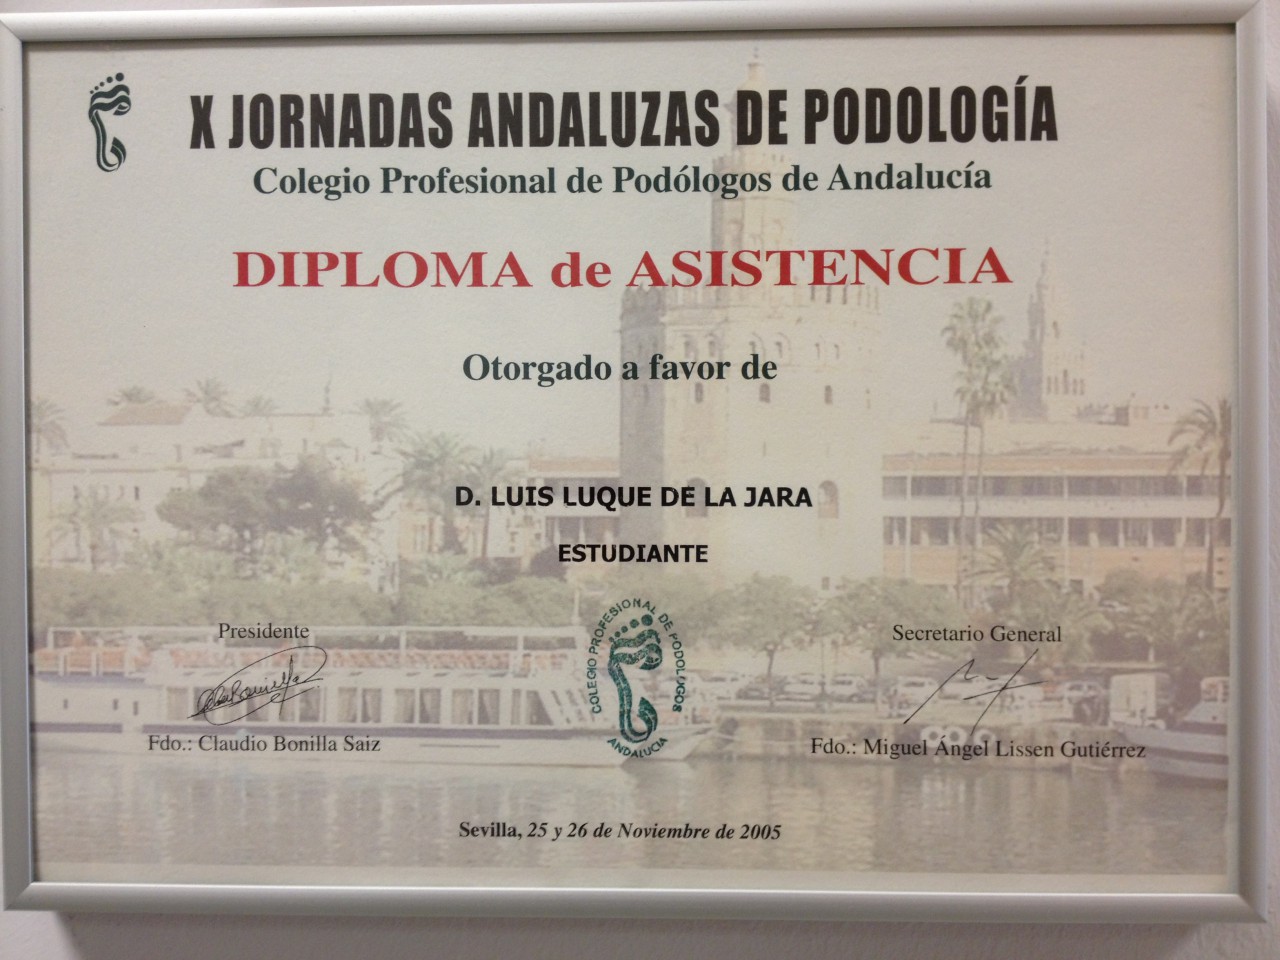 X JORNADAS ANDALUZAS DE PODOLOGÍA
Colegio Profesional de Podólogos de Andalucía
DIPLOMA de ASISTENCIA
Otorgado a favor de
D. LUIS LUQUE DE LA JARA
ESTUDIANTE
Presidente
Fdo.: Claudio Bonilla Saiz
COLEGIO PROFESIONAL DE PODOLOGOS
ANDALUCIA
Secretario General
Fdo.: Miguel Ángel Lissen Gutiérrez
Sevilla, 25 y 26 de Noviembre de 2005